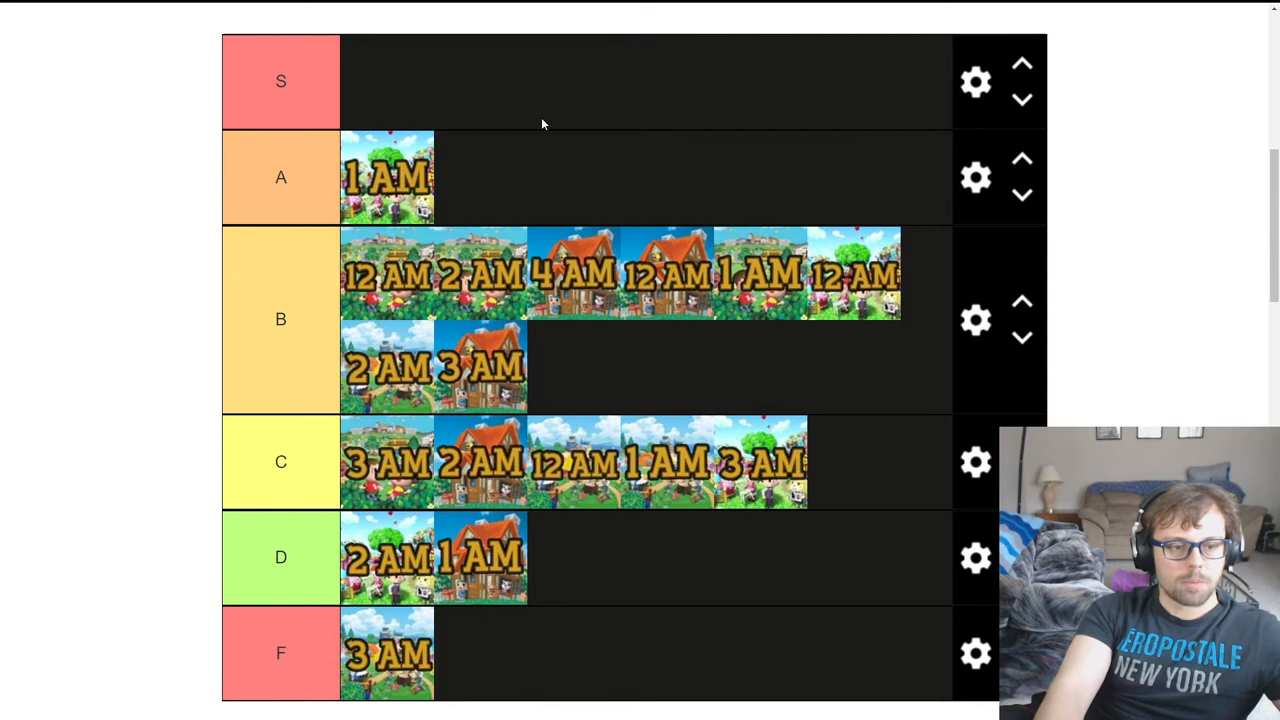 S
A
1 AM
B
12 AM 2 AM 4 AM 12 AM 1 AM 12 AM
2 AM 3 AM
C
3 AM 2 AM 12 AM 1 AM 3 AM
D
2 AM 1 AM
F
3 AM
ÉROPOSTALE
NEW YORK